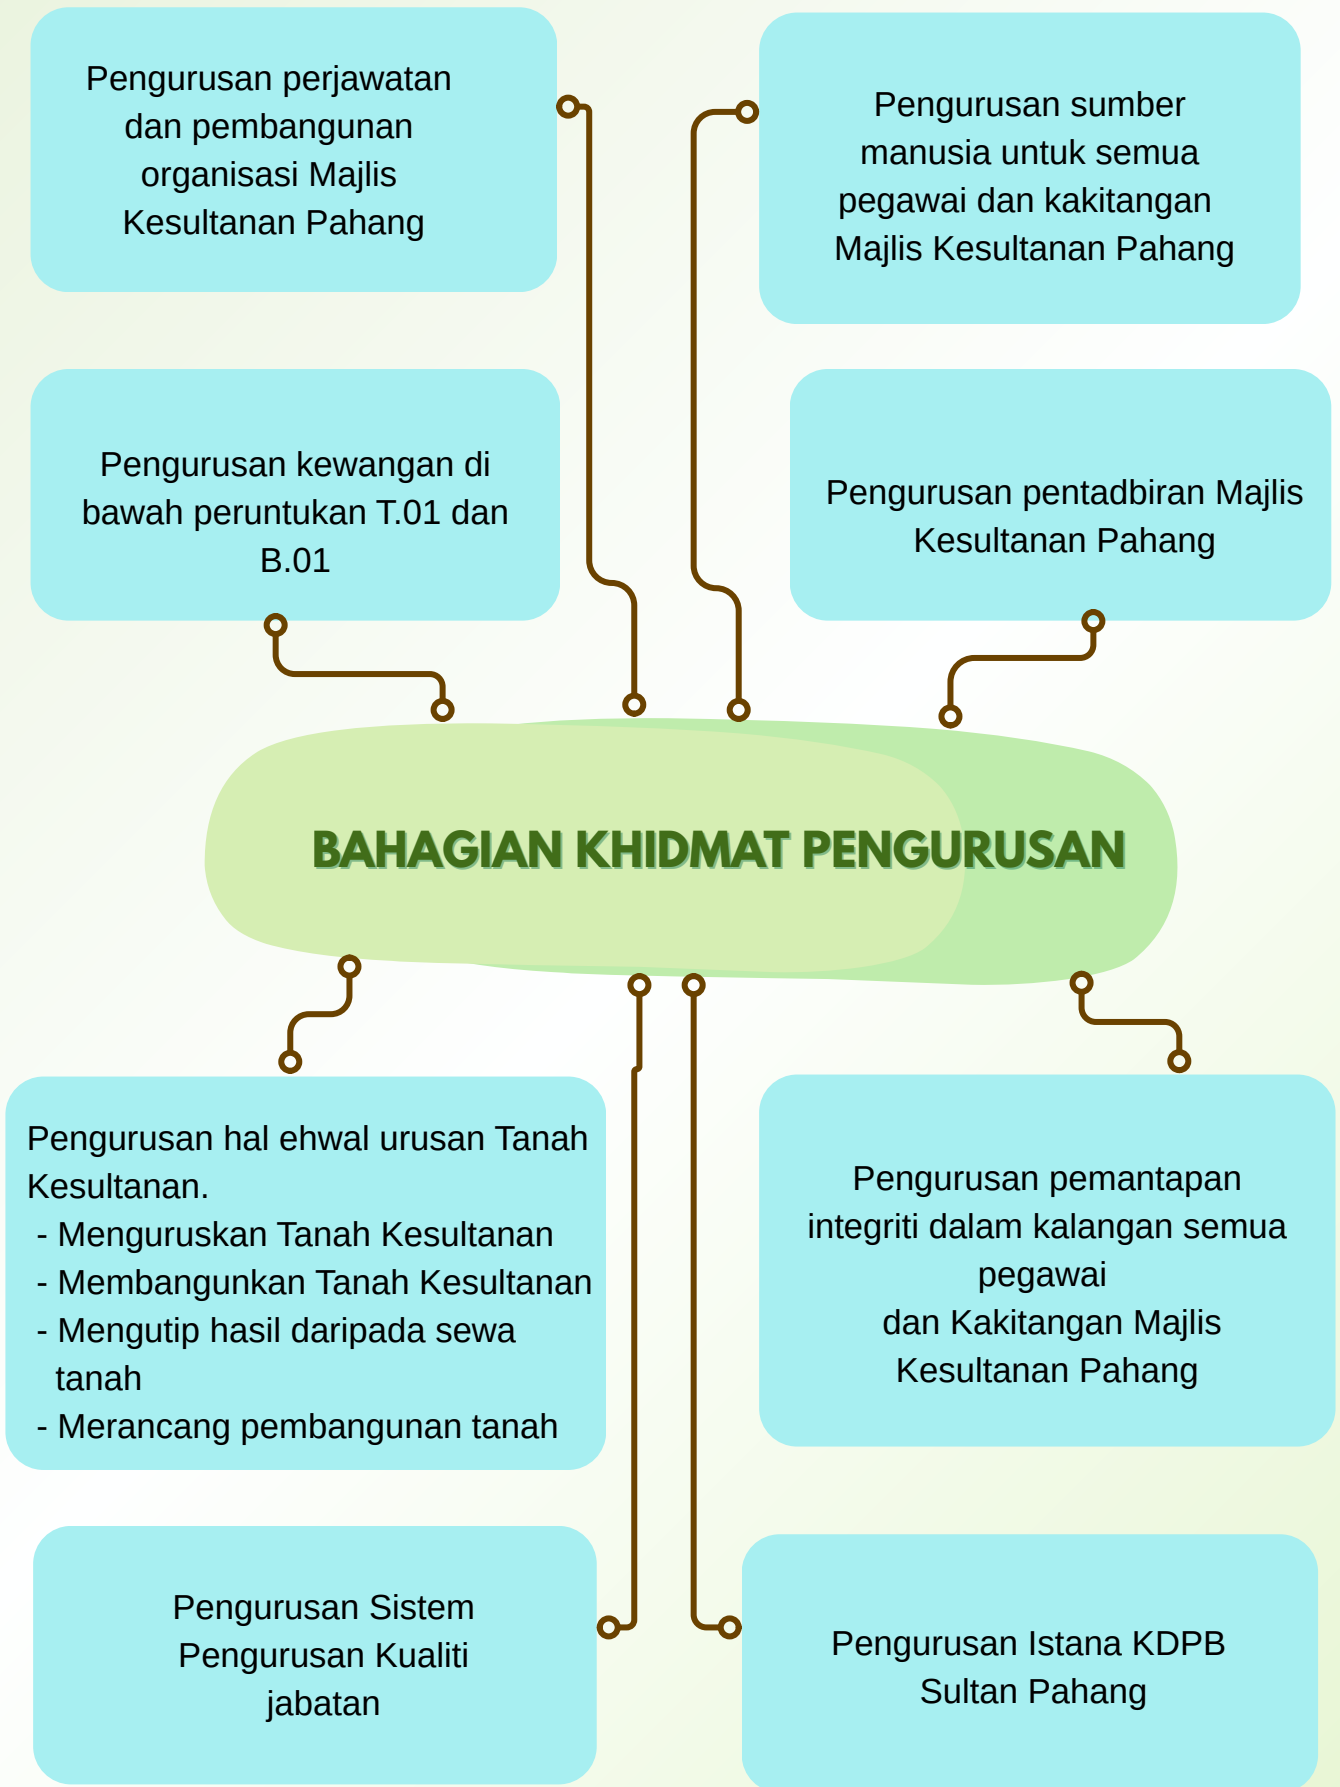 Pengurusan perjawatan
dan pembangunan
organisasi Majlis
Kesultanan Pahang
Pengurusan sumber
manusia untuk semua
pegawai dan kakitangan
Majlis Kesultanan Pahang
Pengurusan kewangan di
bawah peruntukan T.01 dan
B.01
Pengurusan pentadbiran Majlis
Kesultanan Pahang
BAHAGIAN KHIDMAT PENGURUSAN
Pengurusan hal ehwal urusan Tanah
Kesultanan.
- Menguruskan Tanah Kesultanan
- Membangunkan Tanah Kesultanan
- Mengutip hasil daripada sewa
tanah
- Merancang pembangunan tanah
Pengurusan pemantapan
integriti dalam kalangan semua
pegawai
dan Kakitangan Majlis
Kesultanan Pahang
Pengurusan Sistem
Pengurusan Kualiti
jabatan
Pengurusan Istana KDPB
Sultan Pahang